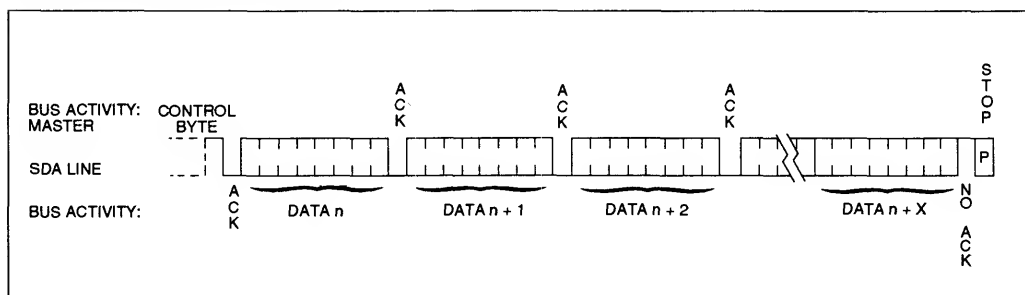 BUS ACTIVITY:
MASTER
CONTROL
BYTE
ACK
ACK
ACK
STOP
SDA LINE
P
BUS ACTIVITY:
ACK
DATA n
DATA n + 1
DATA n + 2
DATA n + X
NO ACK